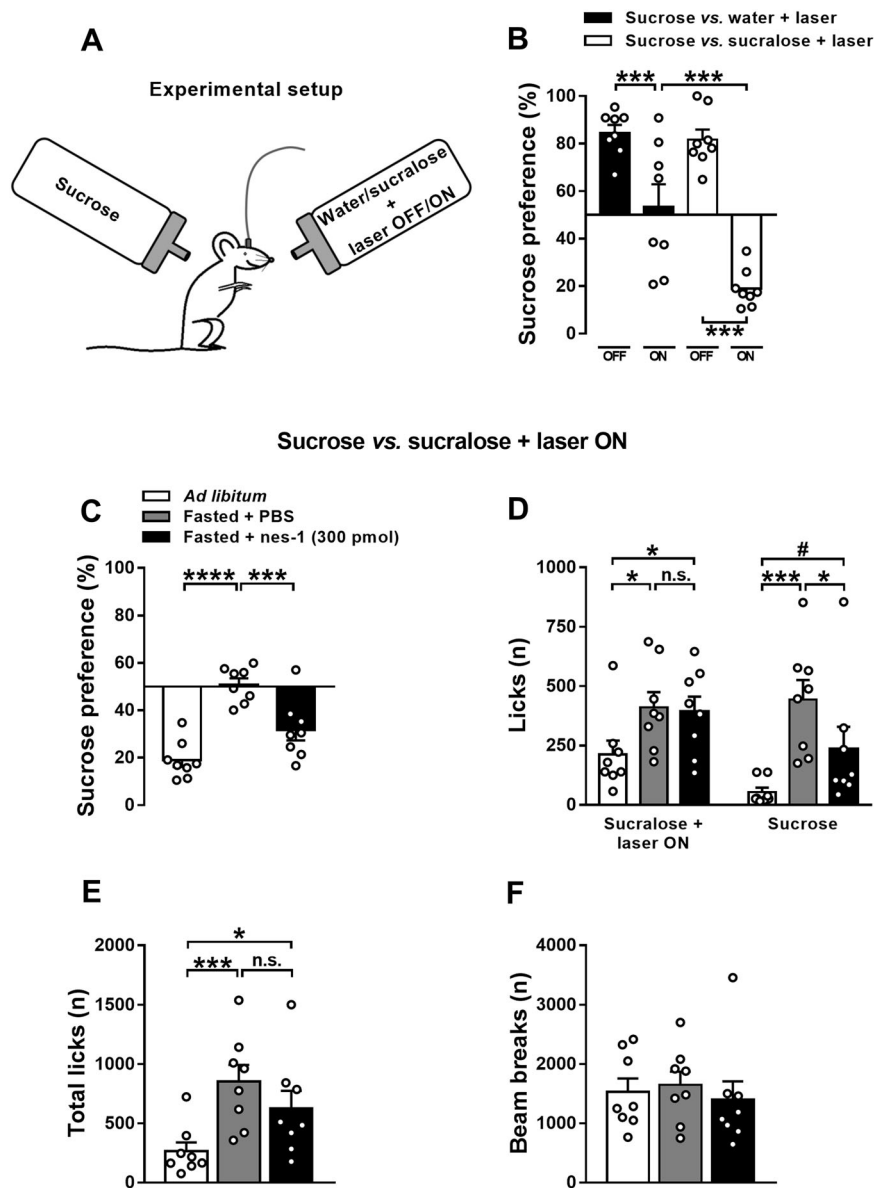 A
Experimental setup
Sucrose
Water/sucralose
+
laser OFF/ON
B
Sucrose vs. water + laser
Sucrose vs. sucralose + laser
Sucrose preference (%)
100
80
60
40
20
0
***
***
***
OFF
ON
OFF
ON
Sucrose vs. sucralose + laser ON
C
Ad libitum
Fasted + PBS
Fasted + nes-1 (300 pmol)
Sucrose preference (%)
100
80
60
40
20
0
****
***
D
Licks (n)
1000
750
500
250
0
*
*
n.s.
#
***
*
Sucralose +
laser ON
Sucrose
E
Total licks (n)
2000
1500
1000
500
0
*
***
n.s.
F
Beam breaks (n)
4000
3000
2000
1000
0